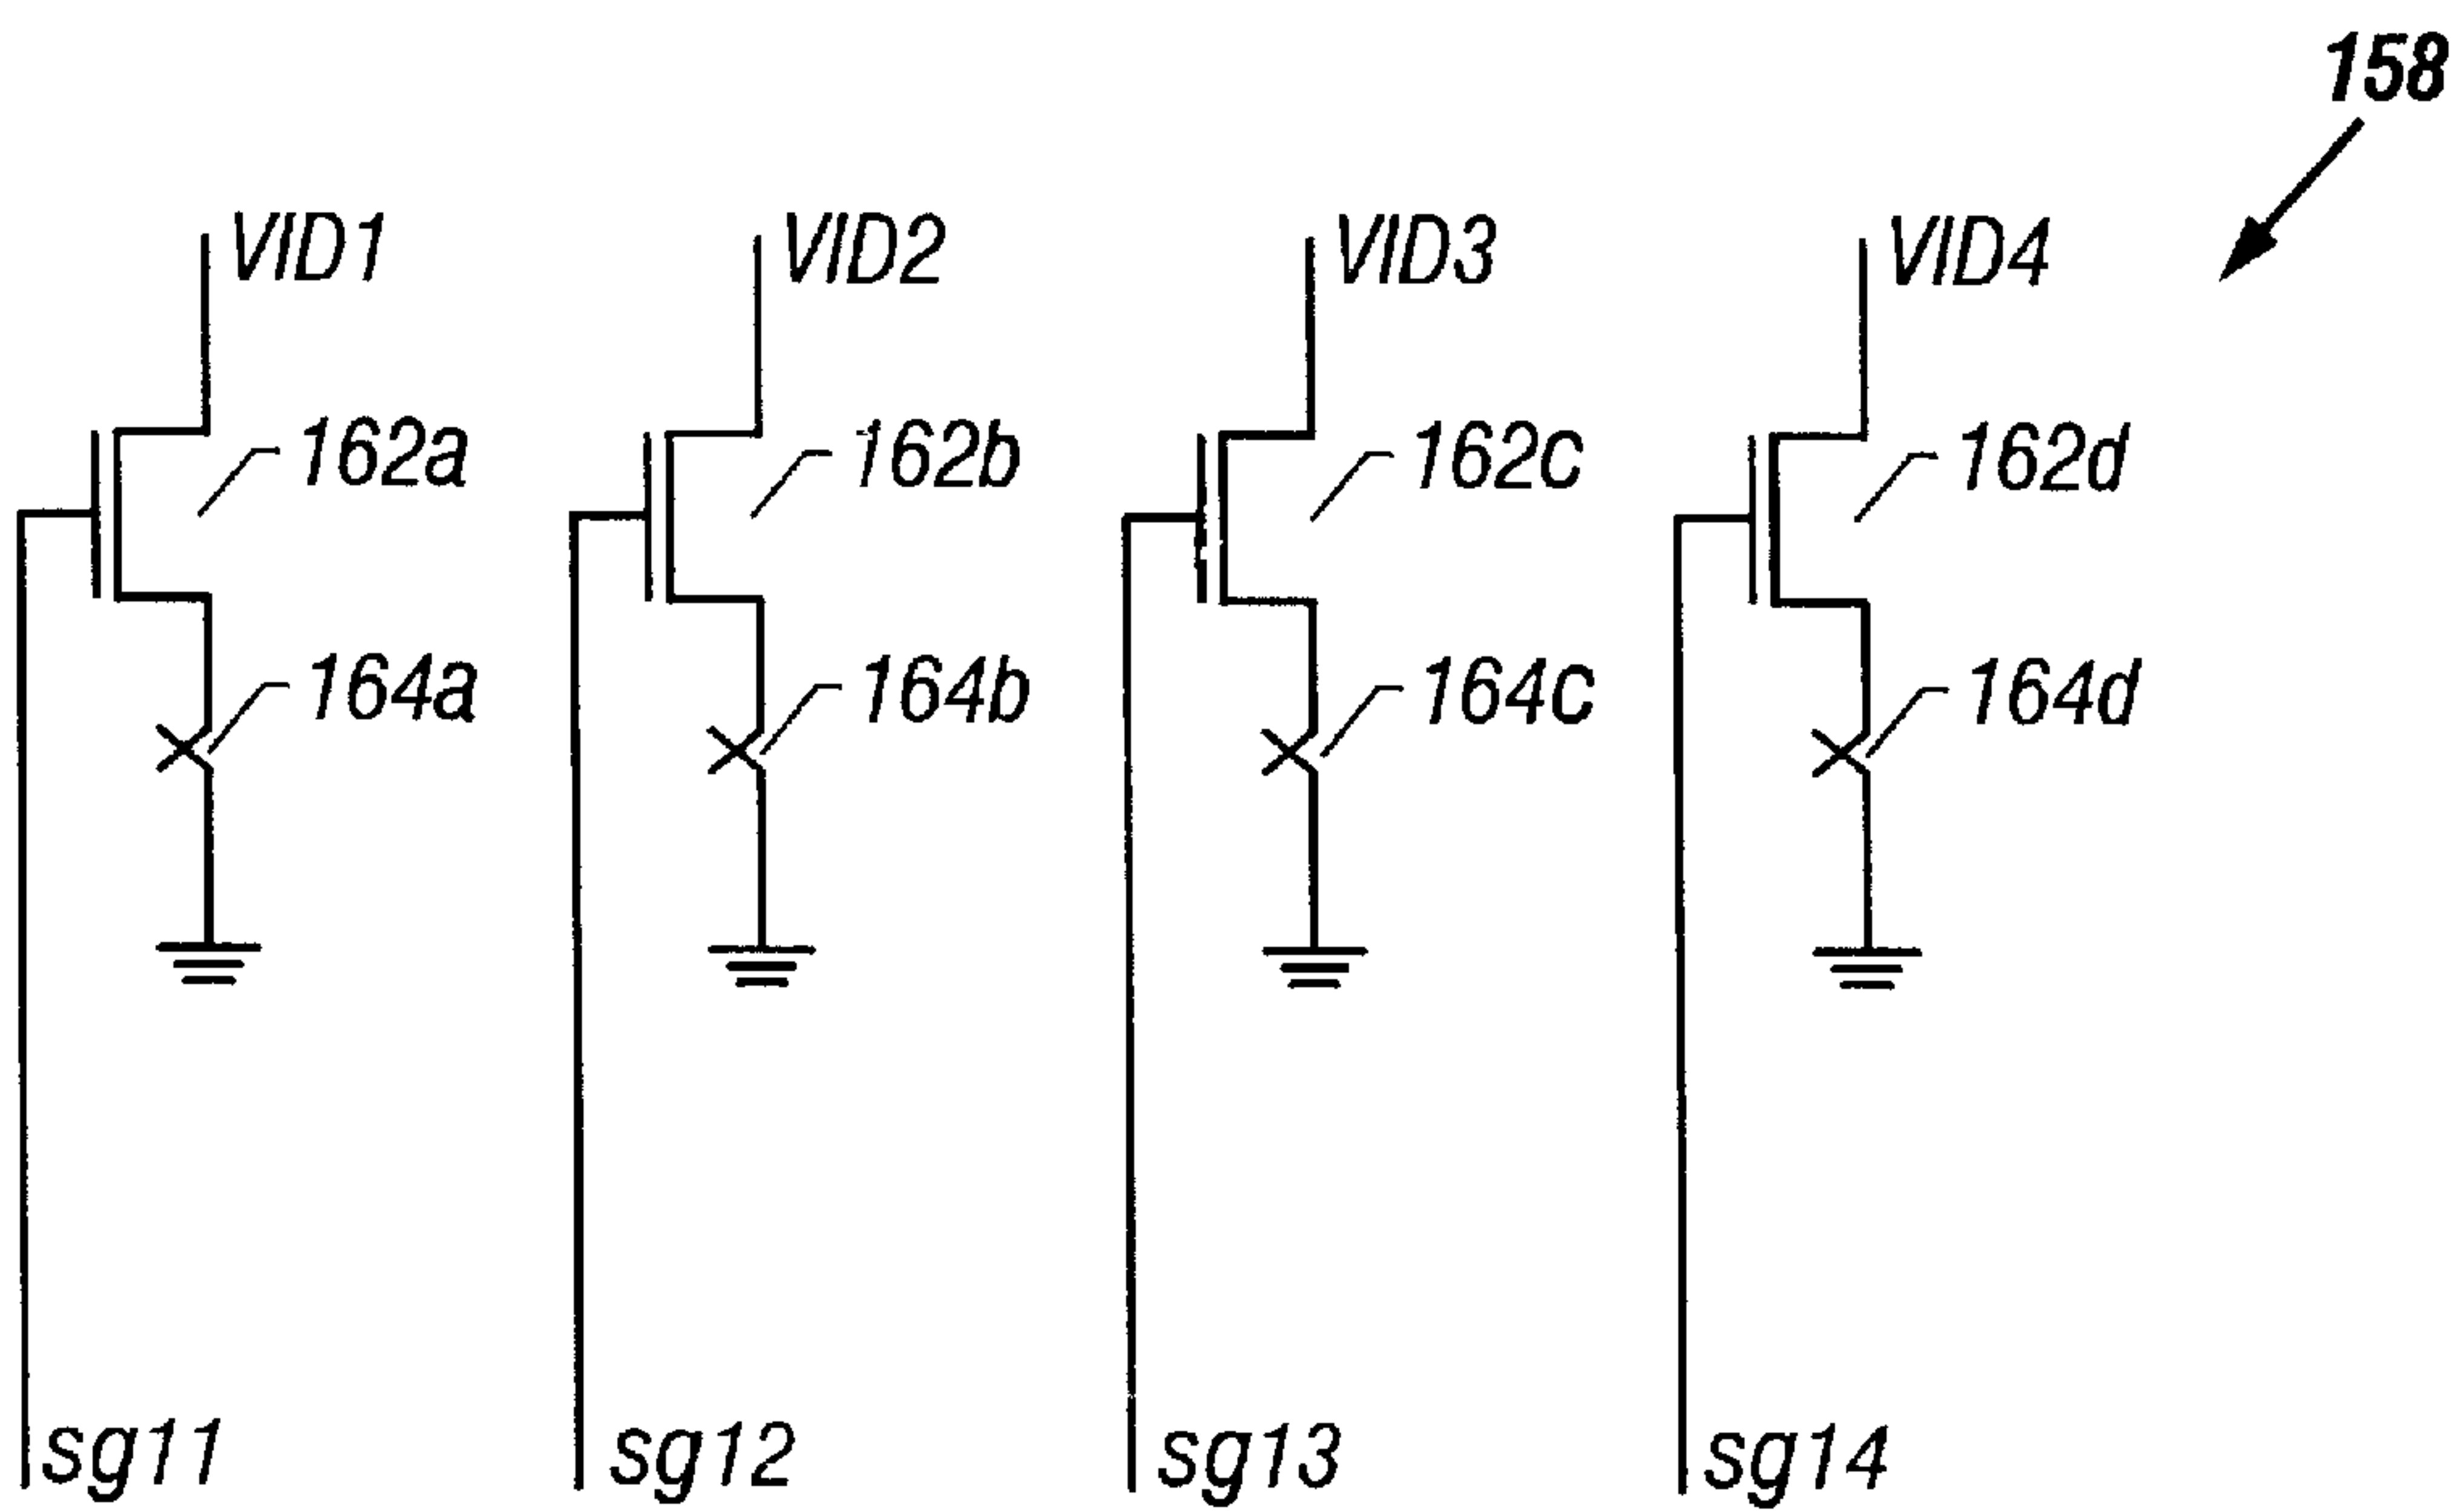 158
VID1 VID2 VID3 VID4
162a 162b 162c 162d
164a 164b 164c 164d
sg11 sg12 sg13 sg14